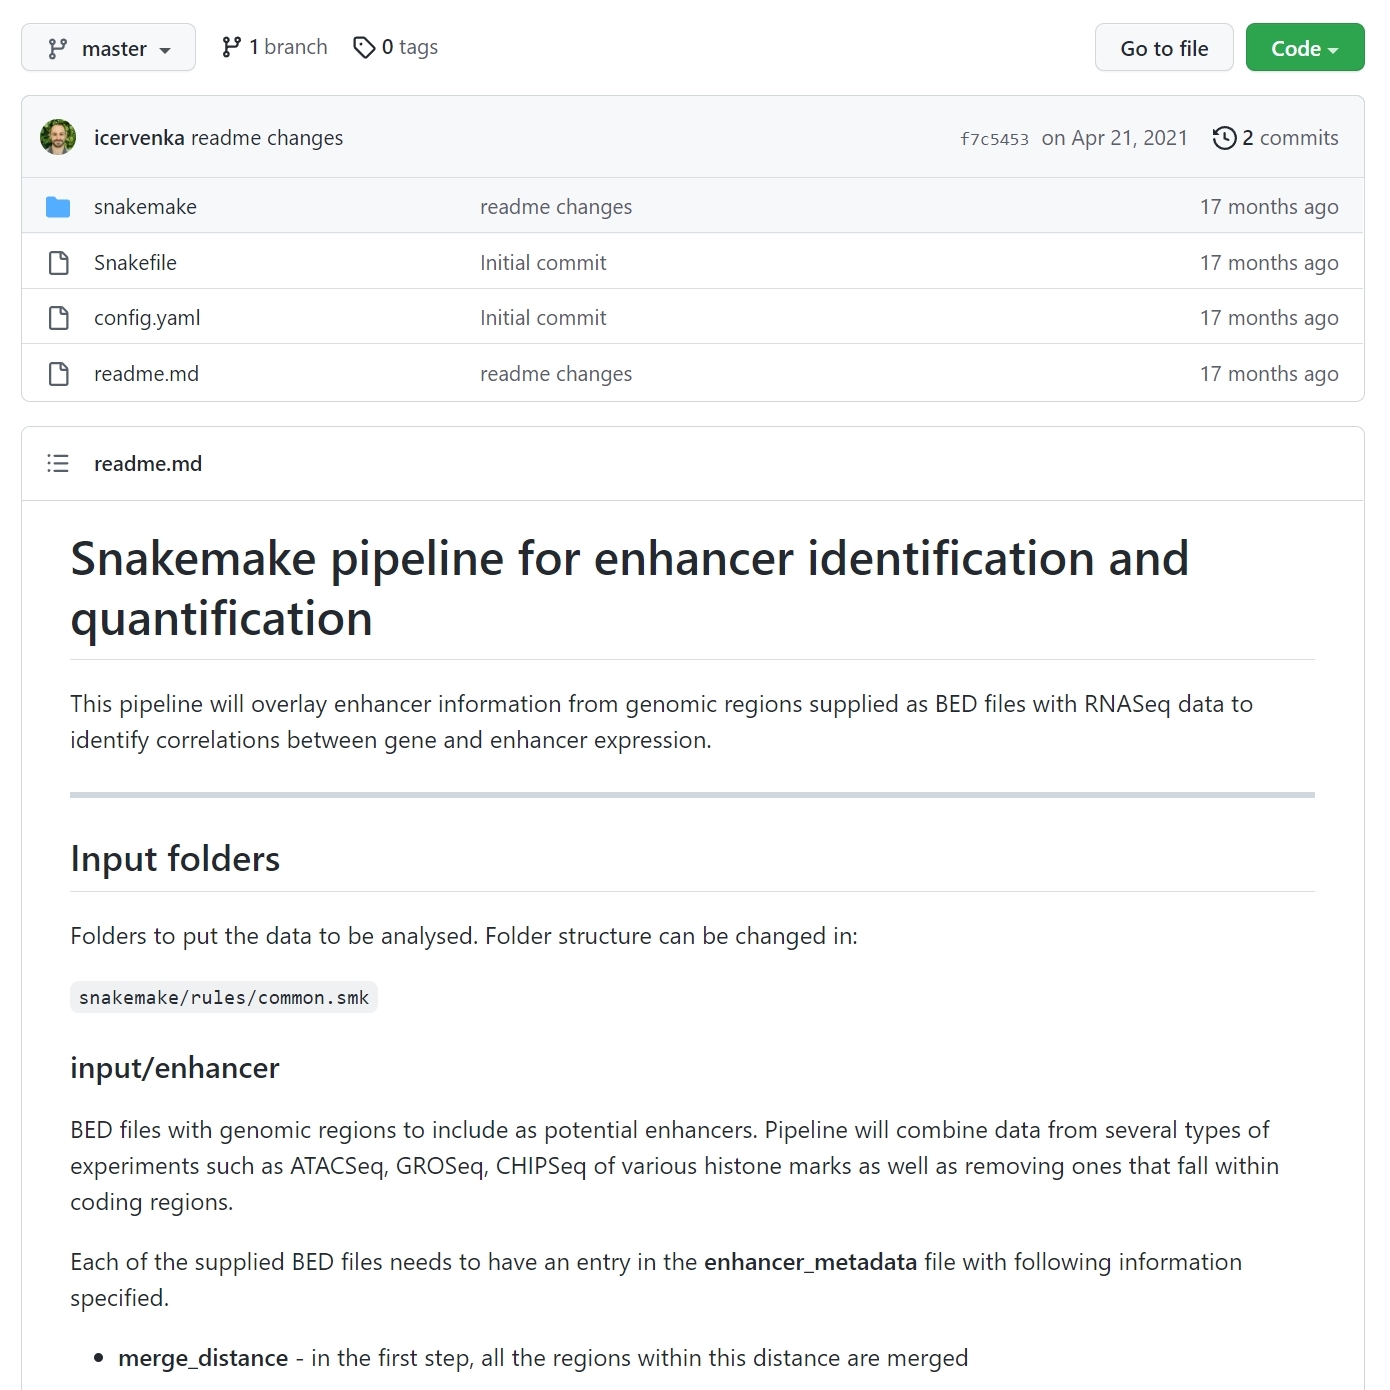 master 1 branch 0 tags Go to file Code
icervenka readme changes f7c5453 on Apr 21, 2021 2 commits
snakemake readme changes 17 months ago
Snakefile Initial commit 17 months ago
config.yaml Initial commit 17 months ago
readme.md readme changes 17 months ago
readme.md
Snakemake pipeline for enhancer identification and
quantification
This pipeline will overlay enhancer information from genomic regions supplied as BED files with RNASeq data to
identify correlations between gene and enhancer expression.
Input folders
Folders to put the data to be analysed. Folder structure can be changed in:
snakemake/rules/common.smk
input/enhancer
BED files with genomic regions to include as potential enhancers. Pipeline will combine data from several types of
experiments such as ATACSeq, GROSeq, CHIPSeq of various histone marks as well as removing ones that fall within
coding regions.
Each of the supplied BED files needs to have an entry in the enhancer_metadata file with following information
specified.
• merge_distance - in the first step, all the regions within this distance are merged